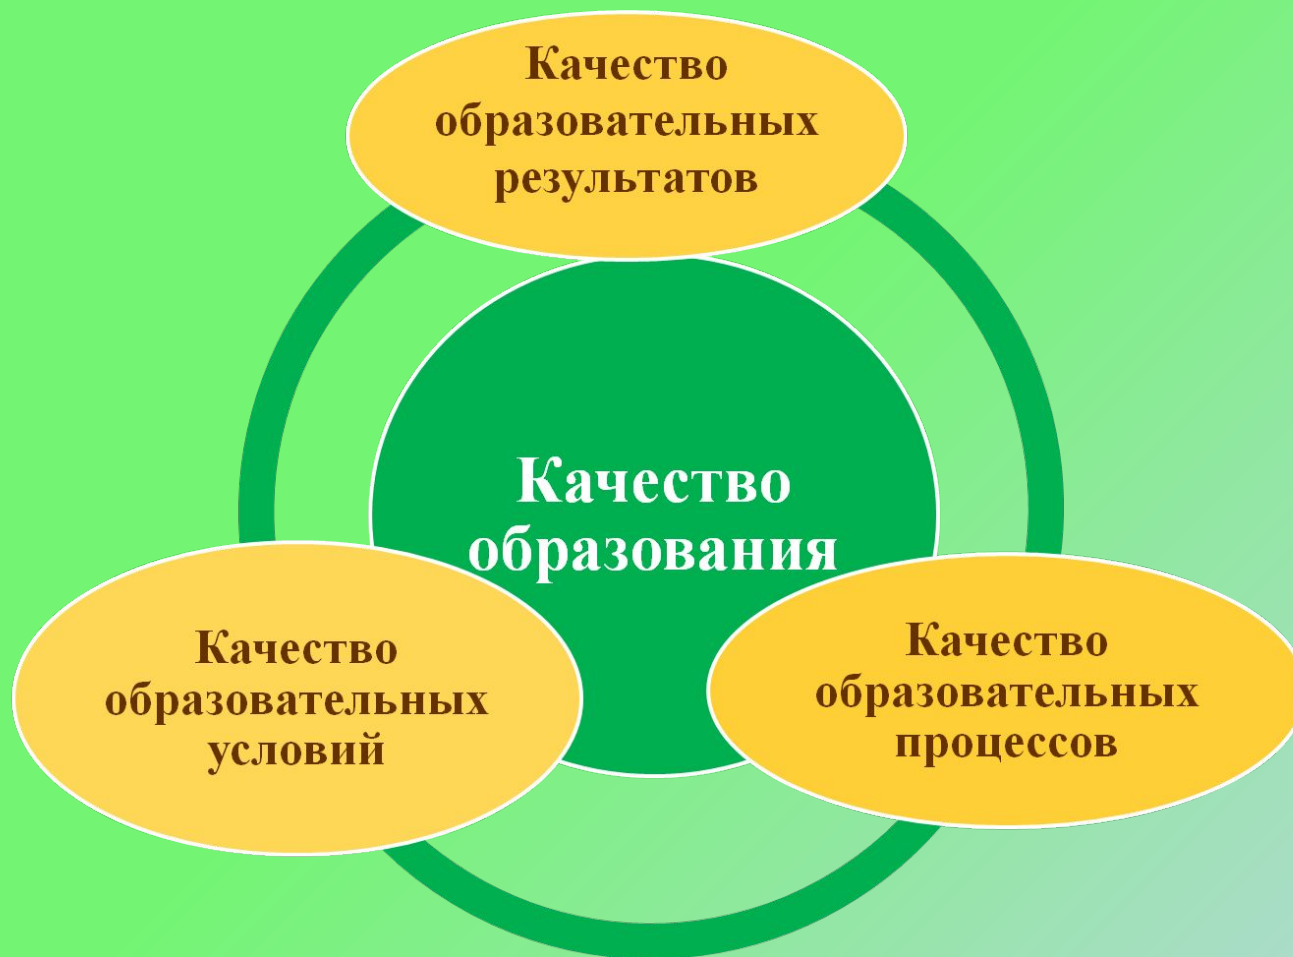 Качество
образовательных
результатов
Качество
образования
Качество
образовательных
условий
Качество
образовательных
процессов